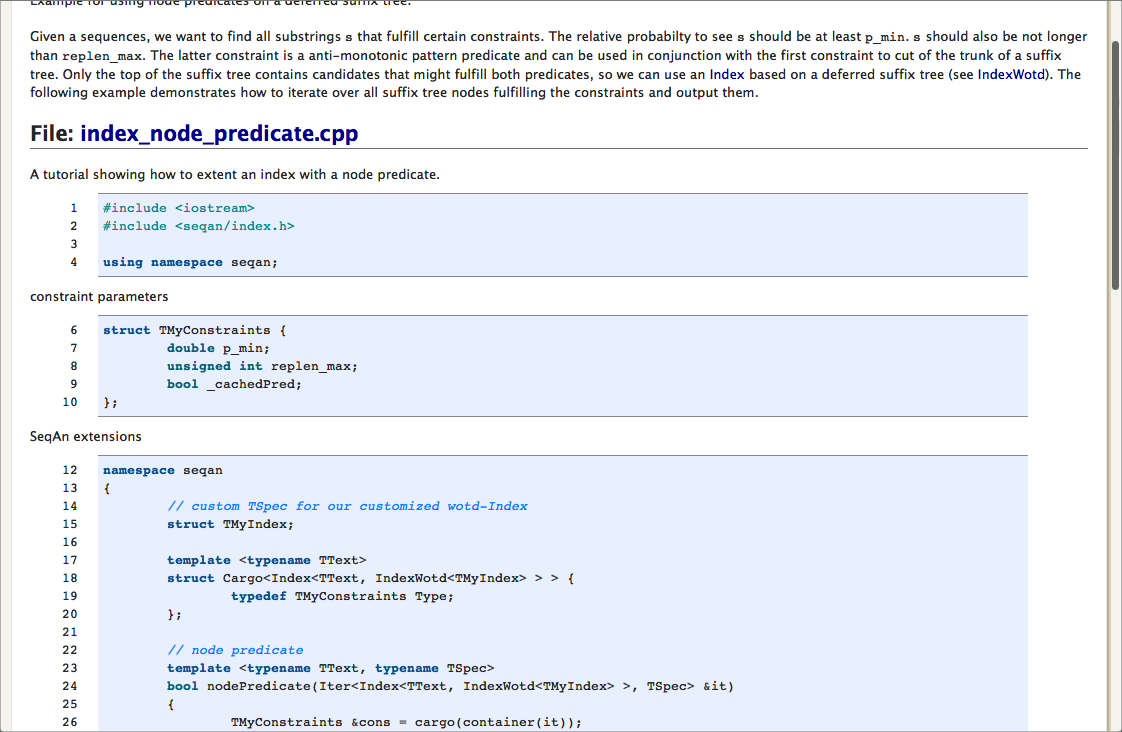 Example for using node predicates on a deferred suffix tree.
Given a sequences, we want to find all substrings s that fulfill certain constraints. The relative probabilty to see s should be at least p_min. s should also be not longer
than replen_max. The latter constraint is a anti-monotonic pattern predicate and can be used in conjunction with the first constraint to cut of the trunk of a suffix
tree. Only the top of the suffix tree contains candidates that might fulfill both predicates, so we can use an Index based on a deferred suffix tree (see IndexWotd). The
following example demonstrates how to iterate over all suffix tree nodes fulfilling the constraints and output them.
File: index_node_predicate.cpp
A tutorial showing how to extent an index with a node predicate.
1 #include <iostream>
2 #include <seqan/index.h>
3
4 using namespace seqan;
constraint parameters
6 struct TMyConstraints {
7 double p_min;
8 unsigned int replen_max;
9 bool _cachedPred;
10 };
SeqAn extensions
12 namespace seqan
13 {
14 // custom TSpec for our customized wotd-Index
15 struct TMyIndex;
16
17 template <typename TText>
18 struct Cargo<Index<TText, IndexWotd<TMyIndex> > > {
19 typedef TMyConstraints Type;
20 };
21
22 // node predicate
23 template <typename TText, typename TSpec>
24 bool nodePredicate(Iter<Index<TText, IndexWotd<TMyIndex> >, TSpec> &it)
25 {
26 TMyConstraints &cons = cargo(container(it));